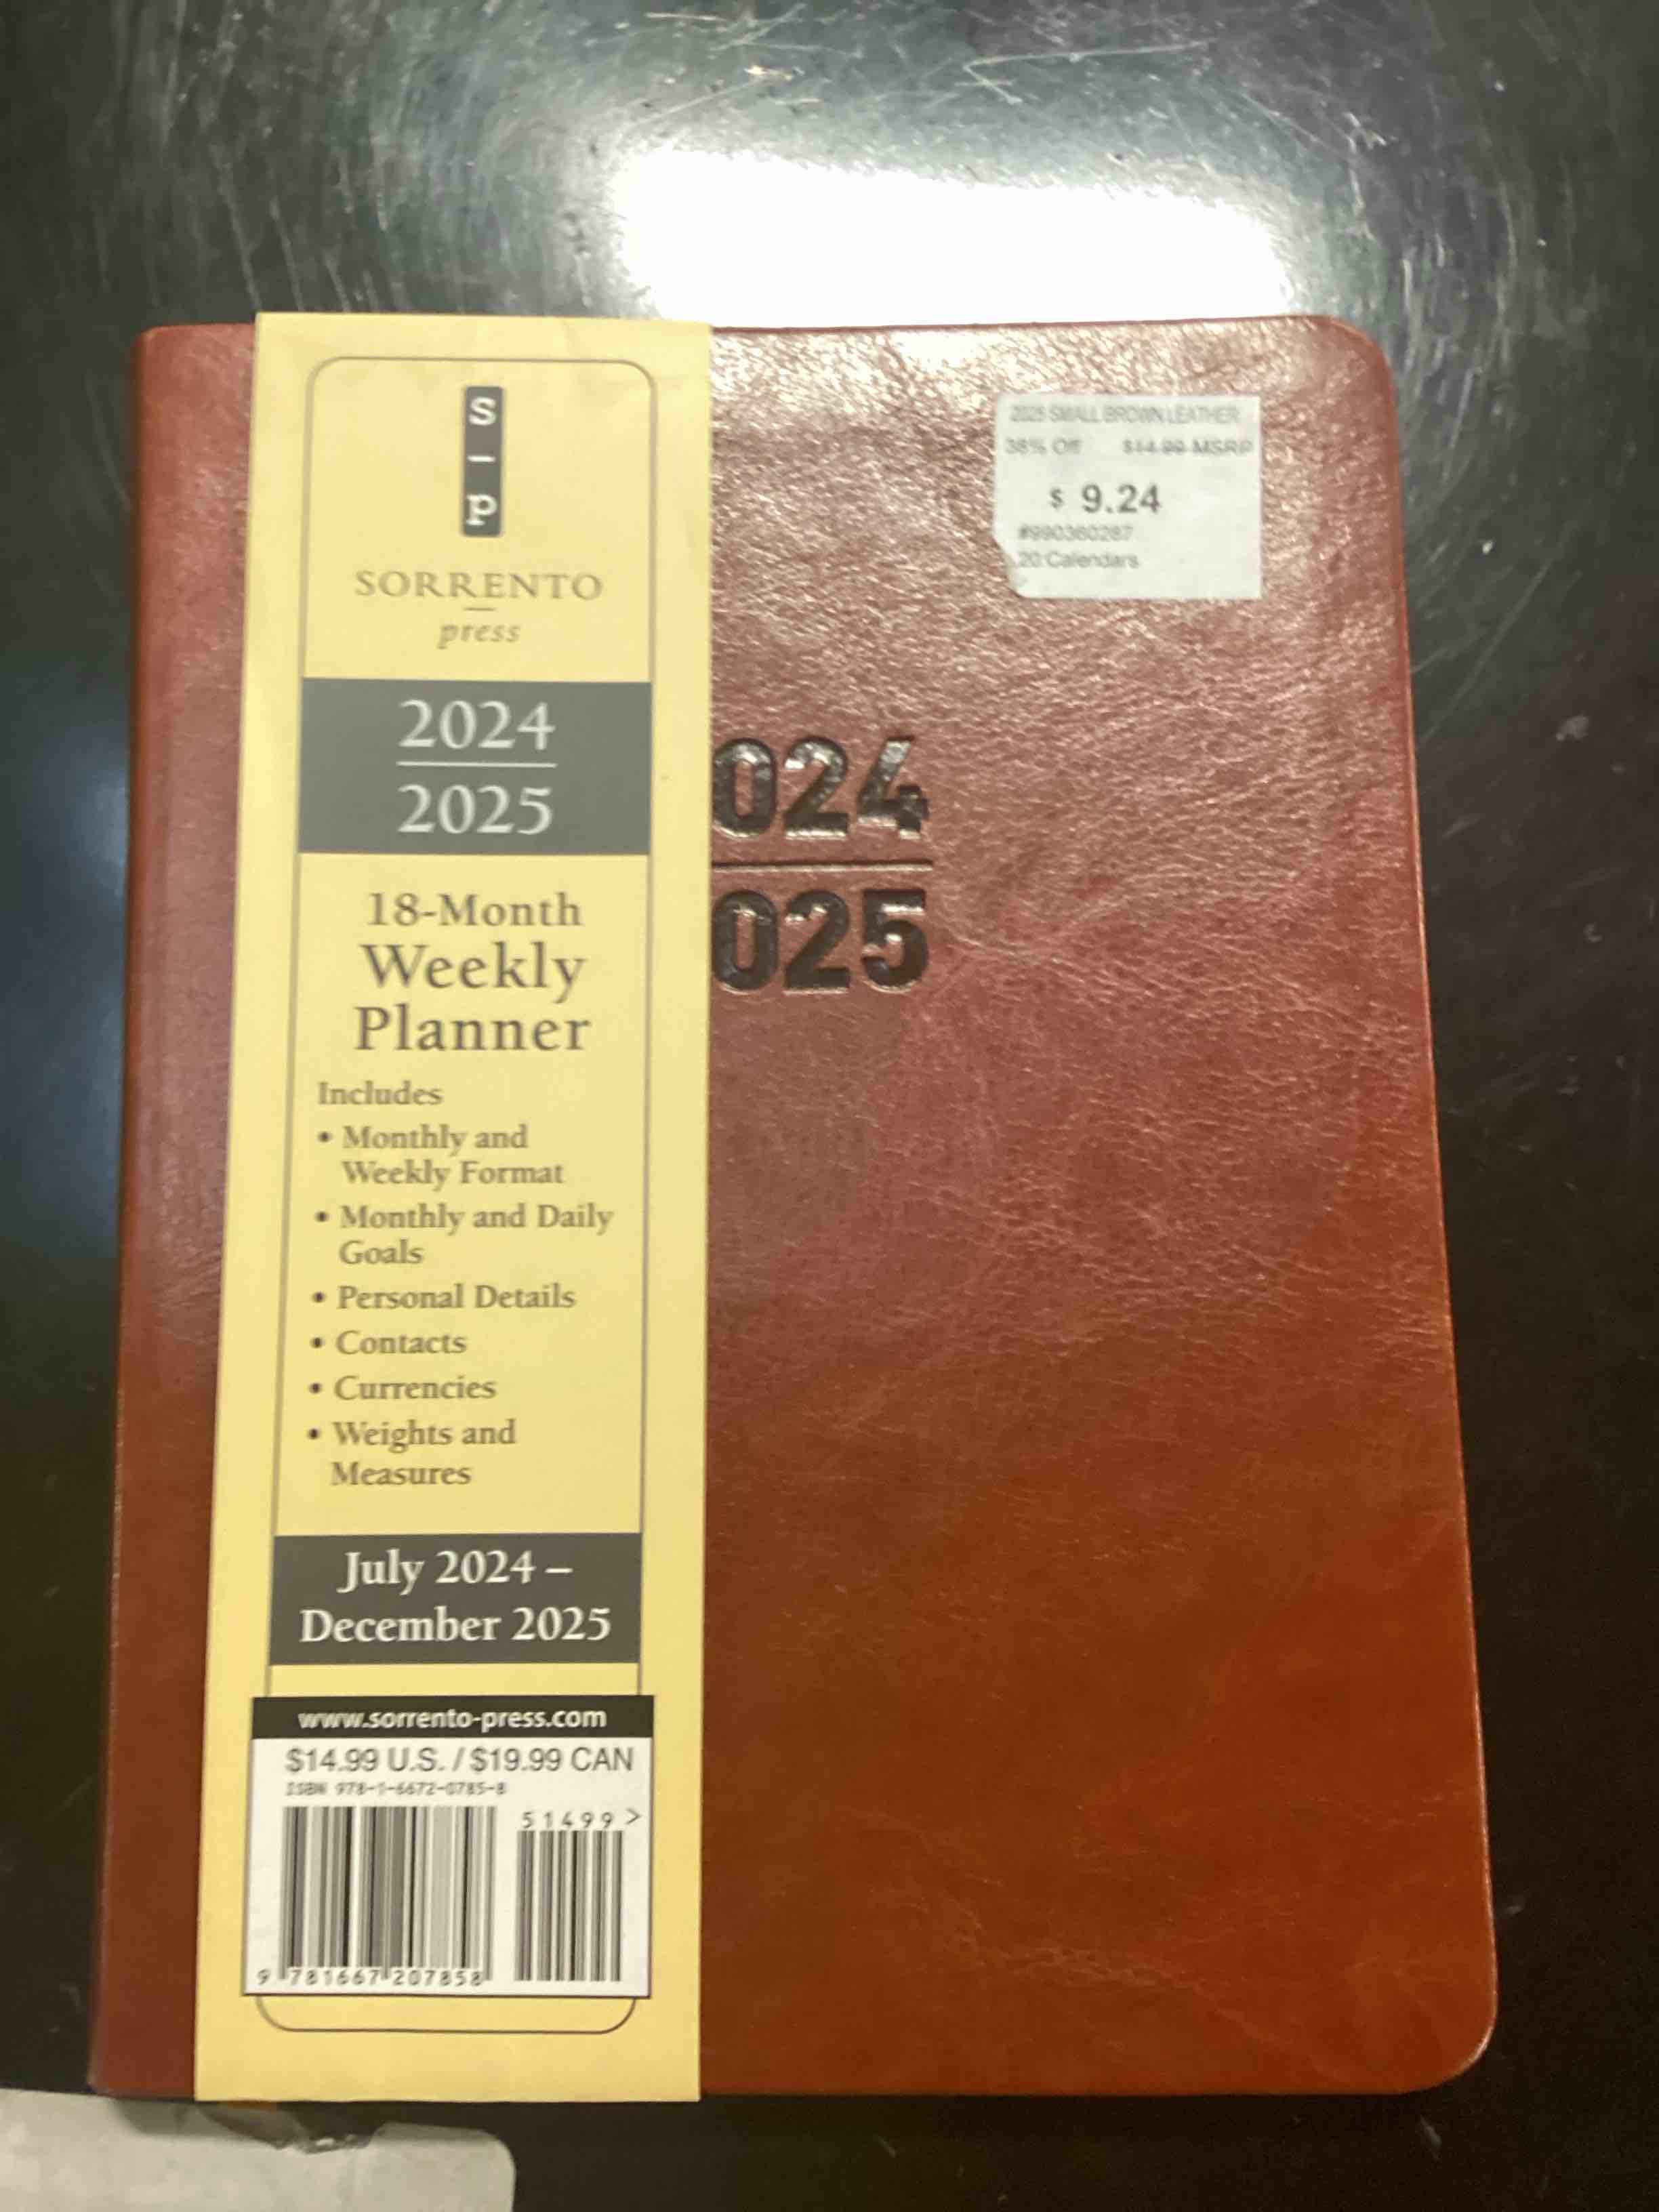 s
–
p
SORRENTO
press
2024
2025
18-Month
Weekly
Planner
Includes
• Monthly and
Weekly Format
• Monthly and Daily
Goals
• Personal Details
• Contacts
• Currencies
• Weights and
Measures
July 2024 –
December 2025
www.sorrento-press.com
$14.99 U.S. / $19.99 CAN
ISBN 978-1-6672-0785-8
51499 >
9 781667 207858
2025 SMALL BROWN LEATHER
38% Off $14.99 MSRP
$ 9.24
#990360287
20:Calendars
024
025